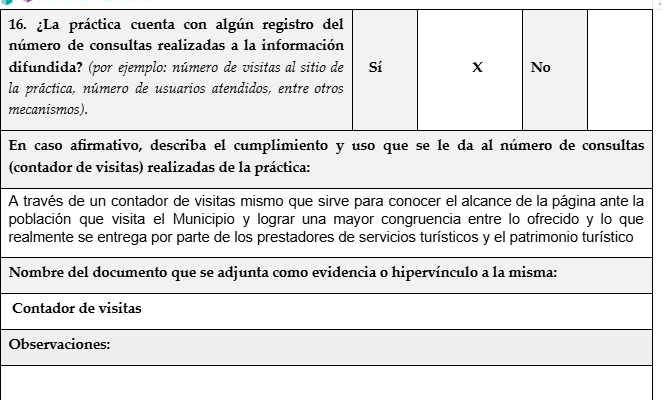 16. ¿La práctica cuenta con algún registro del
número de consultas realizadas a la información
difundida? (por ejemplo: número de visitas al sitio de
la práctica, número de usuarios atendidos, entre otros
mecanismos).
Sí
X
No
En caso afirmativo, describa el cumplimiento y uso que se le da al número de consultas
(contador de visitas) realizadas de la práctica:
A través de un contador de visitas mismo que sirve para conocer el alcance de la página ante la
población que visita el Municipio y lograr una mayor congruencia entre lo ofrecido y lo que
realmente se entrega por parte de los prestadores de servicios turísticos y el patrimonio turístico
Nombre del documento que se adjunta como evidencia o hipervínculo a la misma:
Contador de visitas
Observaciones: